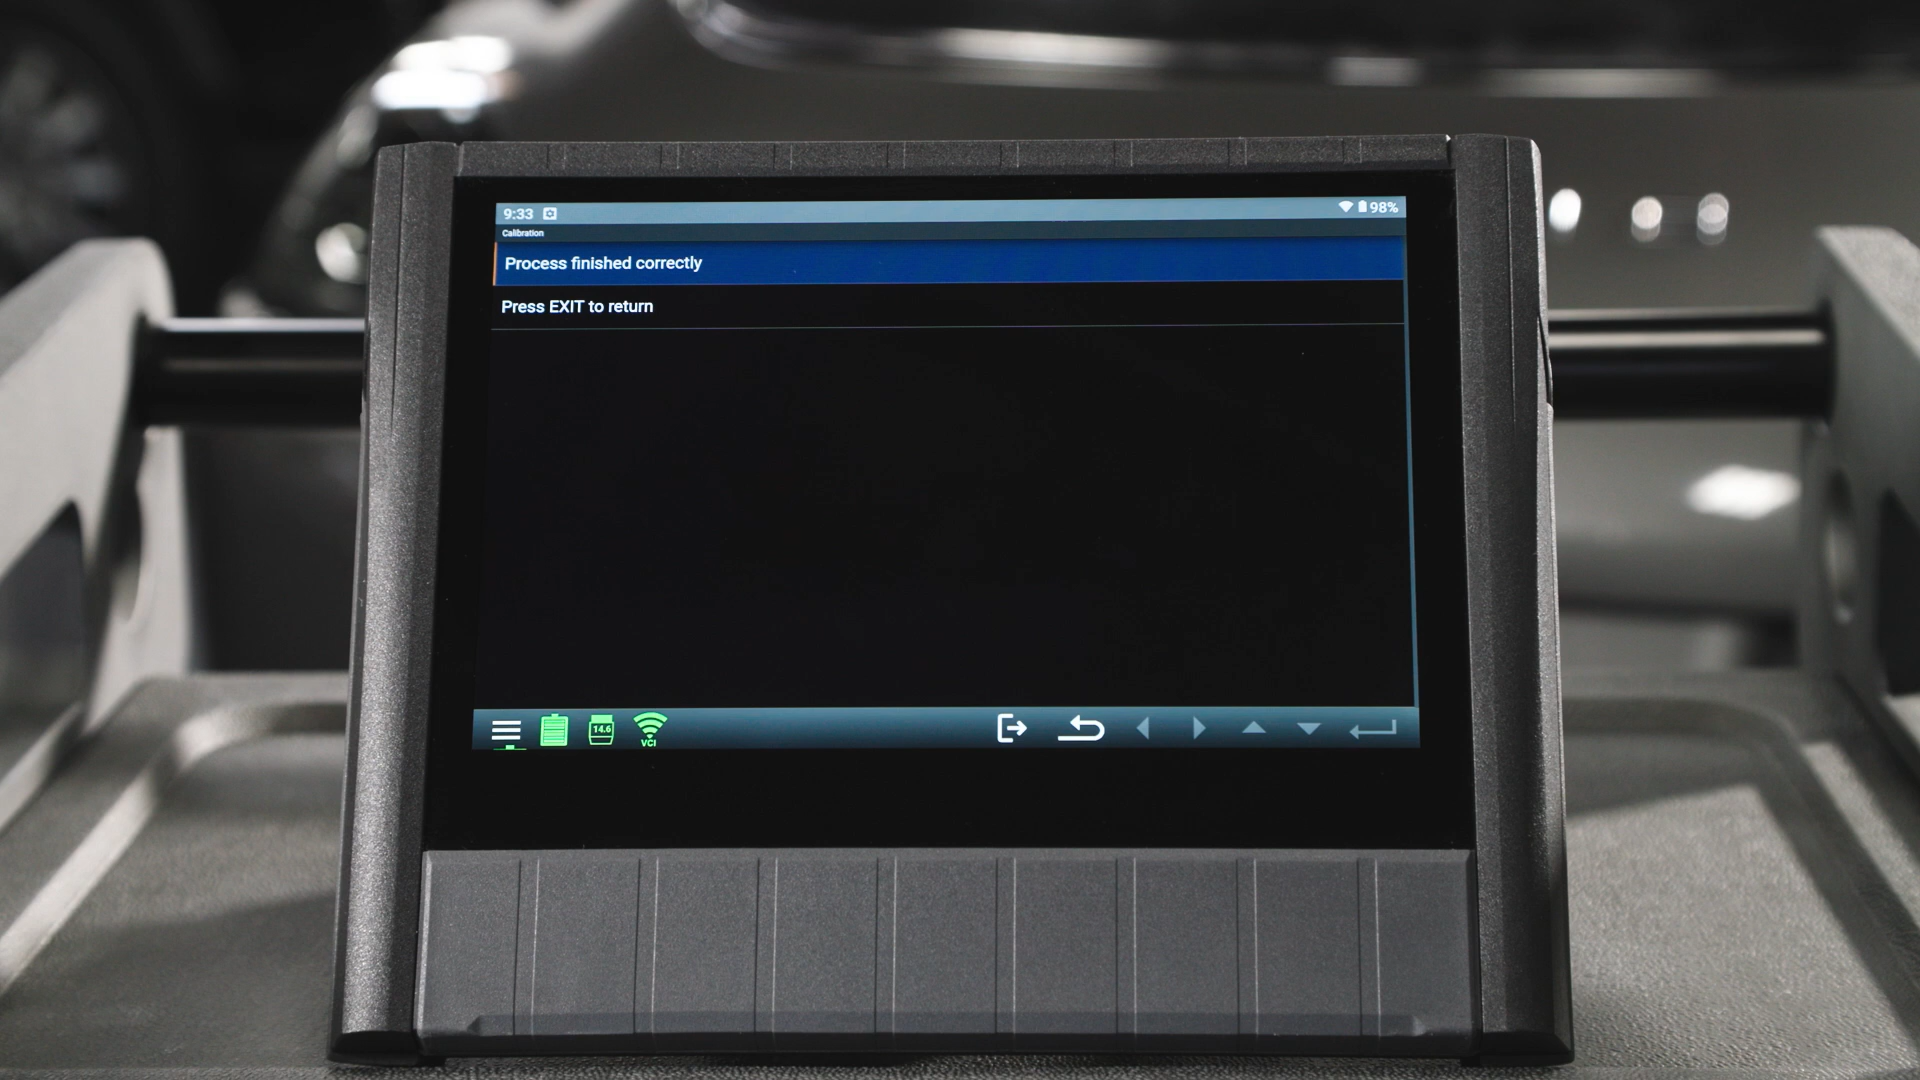 9:33 98%
Calibration
Process finished correctly
Press EXIT to return
14.6
VCI